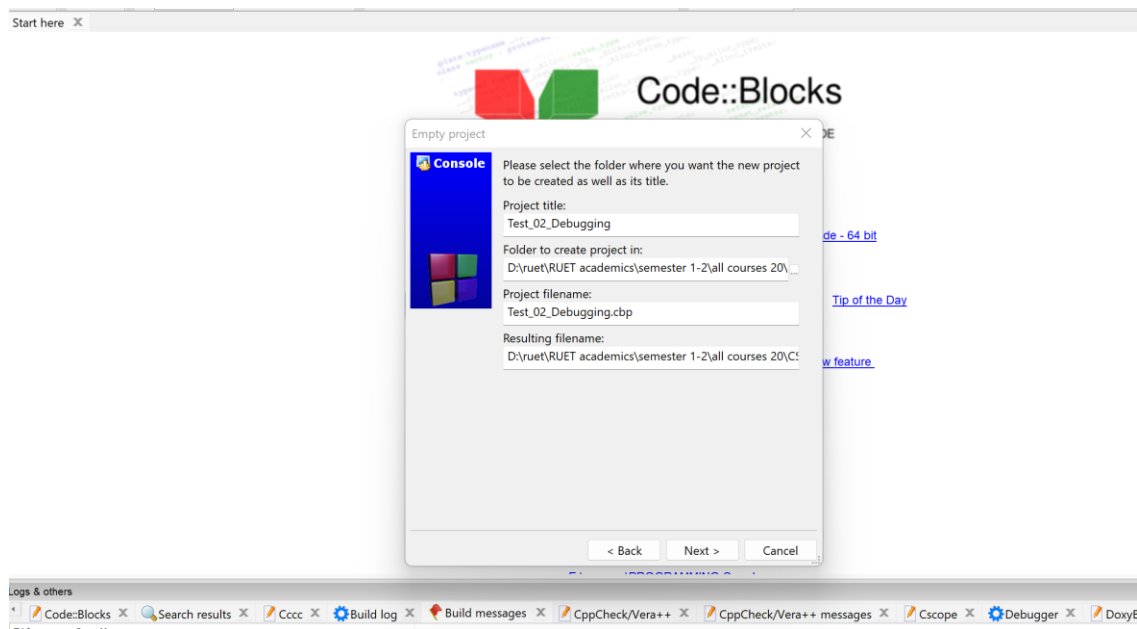 Start here
Code::Blocks
Empty project
DE
Console
Please select the folder where you want the new project
to be created as well as its title.
Project title:
Test_02_Debugging
de - 64 bit
Folder to create project in:
D:\ruet\RUET academics\semester 1-2\all courses 20\
...
Project filename:
Tip of the Day
Test_02_Debugging.cbp
Resulting filename:
D:\ruet\RUET academics\semester 1-2\all courses 20\CS
w feature
< Back Next > Cancel
Logs & others
Code::Blocks Search results Cccc Build log Build messages CppCheck/Vera++ CppCheck/Vera++ messages Cscope Debugger DoxyB